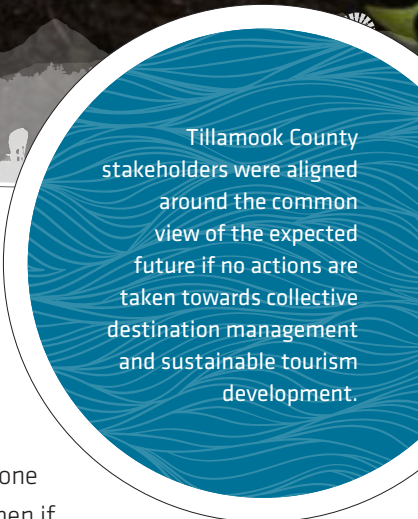 Tillamook County
stakeholders were aligned
around the common
view of the expected
future if no actions are
taken towards collective
destination management
and sustainable tourism
development.
one
if